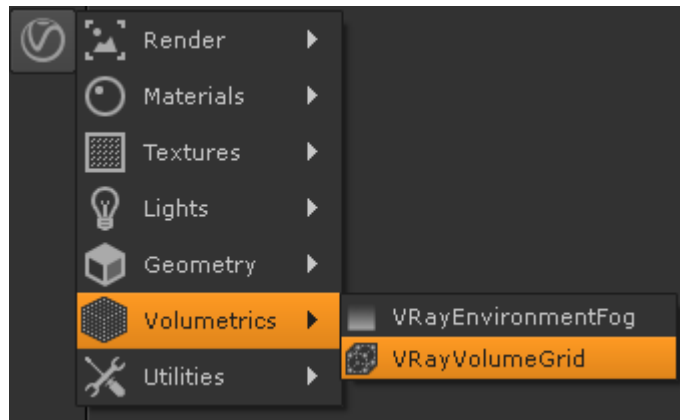 Render
Materials
Textures
Lights
Geometry
Volumetrics
VRayEnvironmentFog
VRayVolumeGrid
Utilities